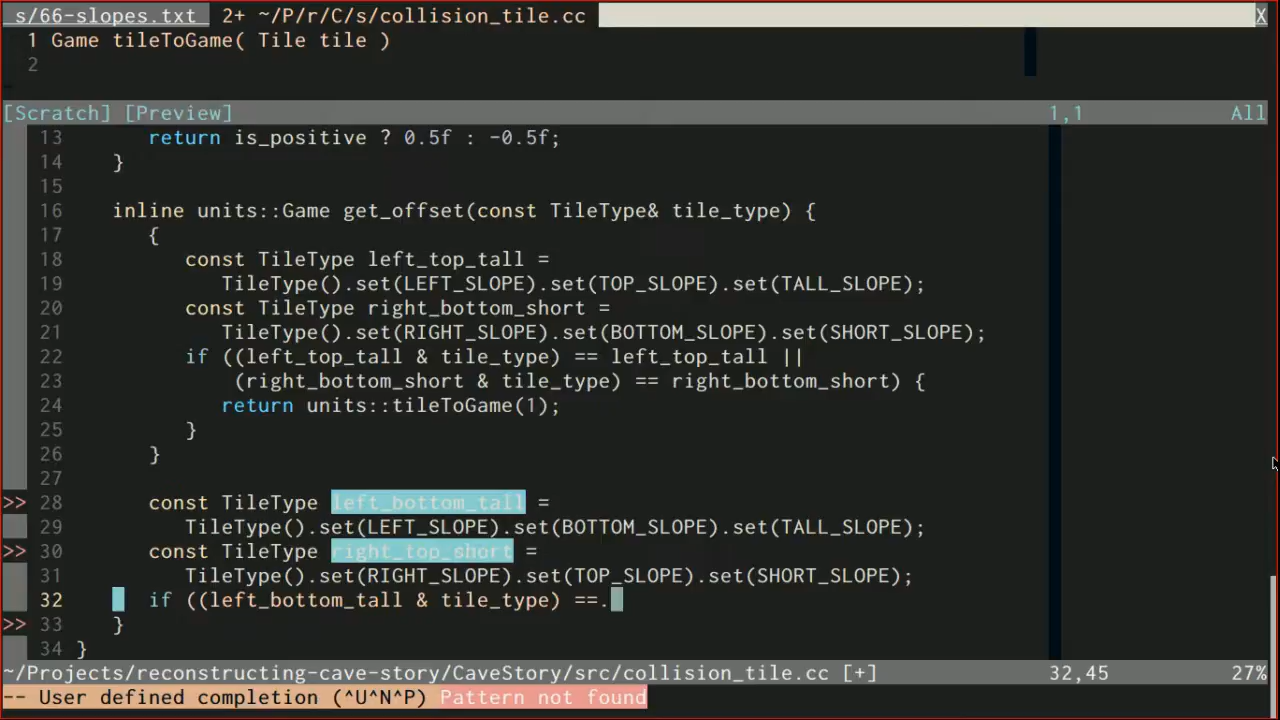 s/66-slopes.txt 2+ ~/P/r/C/s/collision_tile.cc X
1 Game tileToGame( Tile tile )
2
[Scratch] [Preview] 1,1 All
13 return is_positive ? 0.5f : -0.5f;
14 }
15
16 inline units::Game get_offset(const TileType& tile_type) {
17 {
18 const TileType left_top_tall =
19 TileType().set(LEFT_SLOPE).set(TOP_SLOPE).set(TALL_SLOPE);
20 const TileType right_bottom_short =
21 TileType().set(RIGHT_SLOPE).set(BOTTOM_SLOPE).set(SHORT_SLOPE);
22 if ((left_top_tall & tile_type) == left_top_tall ||
23 (right_bottom_short & tile_type) == right_bottom_short) {
24 return units::tileToGame(1);
25 }
26 }
27
>> 28 const TileType left_bottom_tall =
29 TileType().set(LEFT_SLOPE).set(BOTTOM_SLOPE).set(TALL_SLOPE);
>> 30 const TileType right_top_short =
31 TileType().set(RIGHT_SLOPE).set(TOP_SLOPE).set(SHORT_SLOPE);
32 if ((left_bottom_tall & tile_type) ==.
>> 33 }
34 }
~/Projects/reconstructing-cave-story/CaveStory/src/collision_tile.cc [+] 32,45 27%
-- User defined completion (^U^N^P) Pattern not found